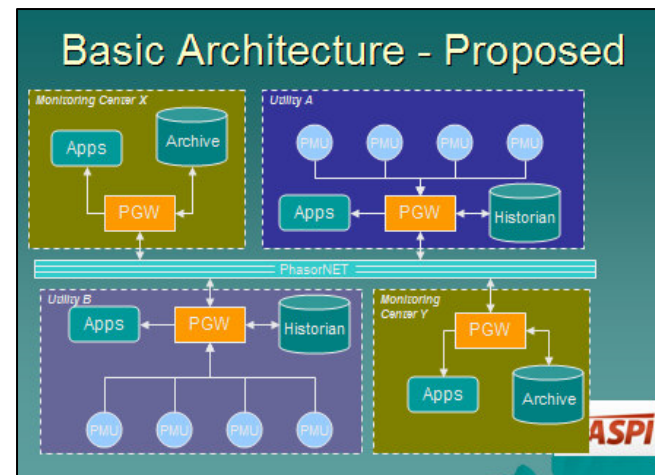 Basic Architecture - Proposed
Monitoring Center X
Apps
Archive
PGW
Utility A
PMU
PMU
PMU
PMU
Apps
PGW
Historian
PhasorNET
Utility B
Apps
PGW
Historian
PMU
PMU
PMU
PMU
Monitoring
Center Y
PGW
Apps
Archive
ASPI